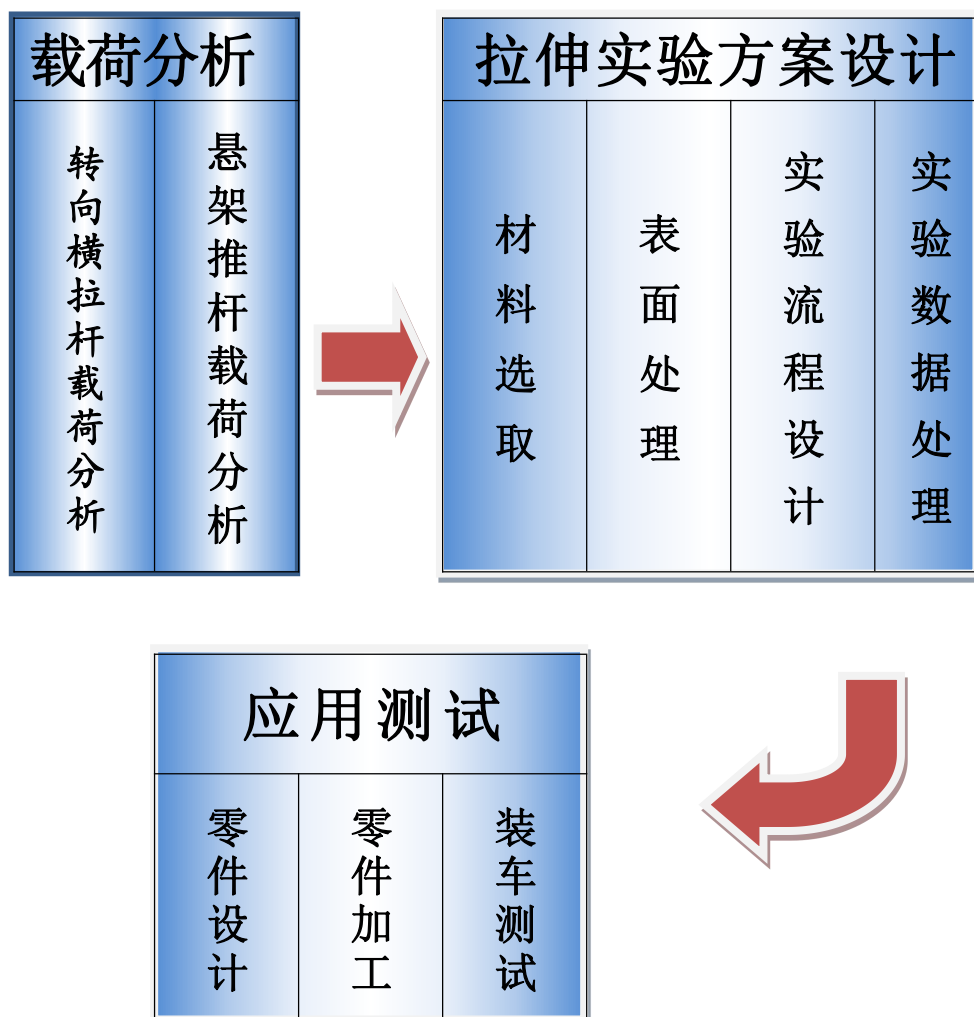 载荷分析
转向横拉杆载荷分析
悬架推杆载荷分析
拉伸实验方案设计
材料选取
表面处理
实验流程设计
实验数据处理
应用测试
零件设计
零件加工
装车测试